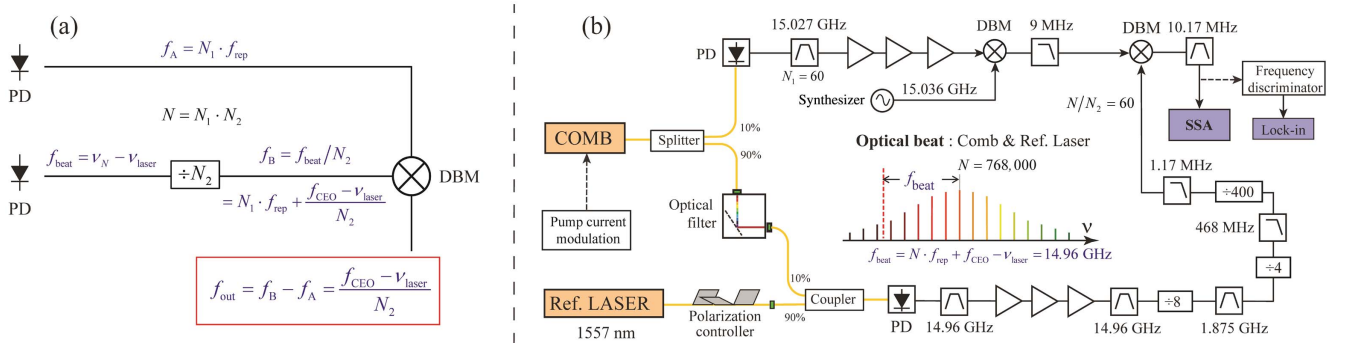 (a)
f_A = N_1 · f_rep
PD
N = N_1 · N_2
f_beat = ν_N − ν_laser
÷N_2
f_B = f_beat/N_2
= N_1 · f_rep + (f_CEO − ν_laser)/N_2
PD
DBM
f_out = f_B − f_A = (f_CEO − ν_laser)/N_2
(b)
15.027 GHz
DBM
9 MHz
DBM
10.17 MHz
PD
N_1 = 60
Synthesizer
15.036 GHz
N/N_2 = 60
Frequency
discriminator
SSA
Lock-in
COMB
Splitter
10%
90%
Optical beat : Comb & Ref. Laser
N = 768,000
f_beat
ν
f_beat = N · f_rep + f_CEO − ν_laser = 14.96 GHz
Pump current
modulation
Optical
filter
1.17 MHz
÷400
468 MHz
÷4
10%
Ref. LASER
1557 nm
Polarization
controller
90%
Coupler
PD
14.96 GHz
14.96 GHz
÷8
1.875 GHz